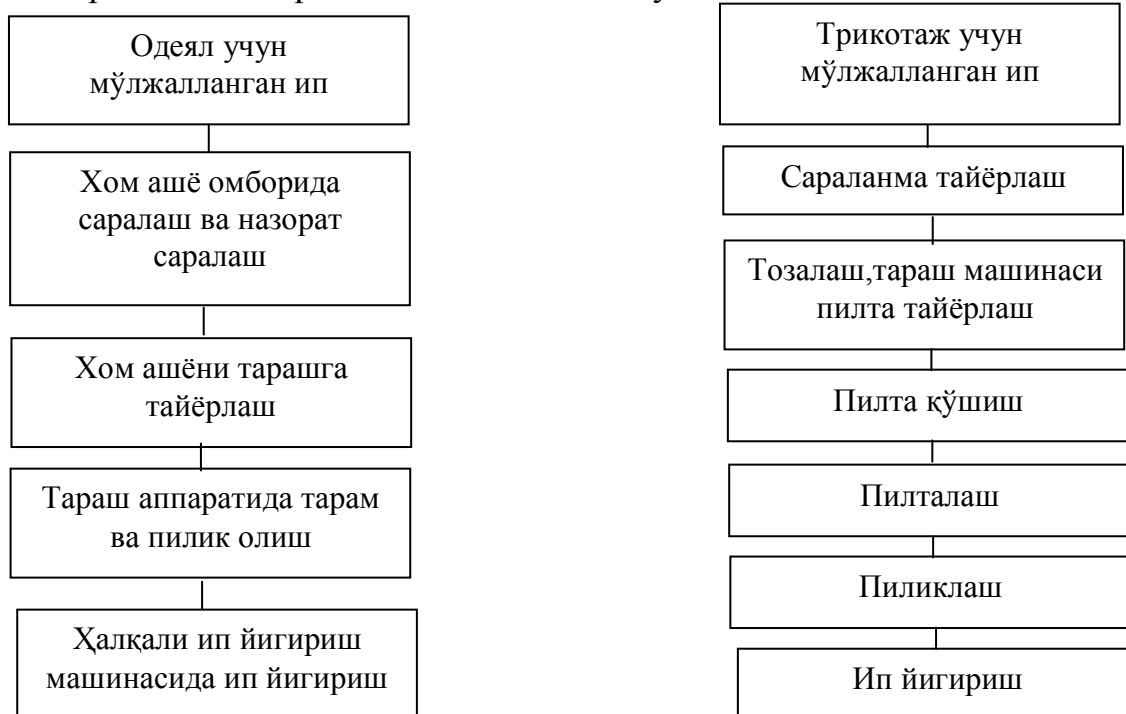 Одеял учун
мўлжалланган ип
Хом ашё омборида
саралаш ва назорат
саралаш
Хом ашёни тарашга
тайёрлаш
Тараш аппаратида тарам
ва пилик олиш
Ҳалқали ип йигириш
машинасида ип йигириш
Трикотаж учун
мўлжалланган ип
Сараланма тайёрлаш
Тозалаш,тараш машинаси
пилта тайёрлаш
Пилта қўшиш
Пилталаш
Пиликлаш
Ип йигириш